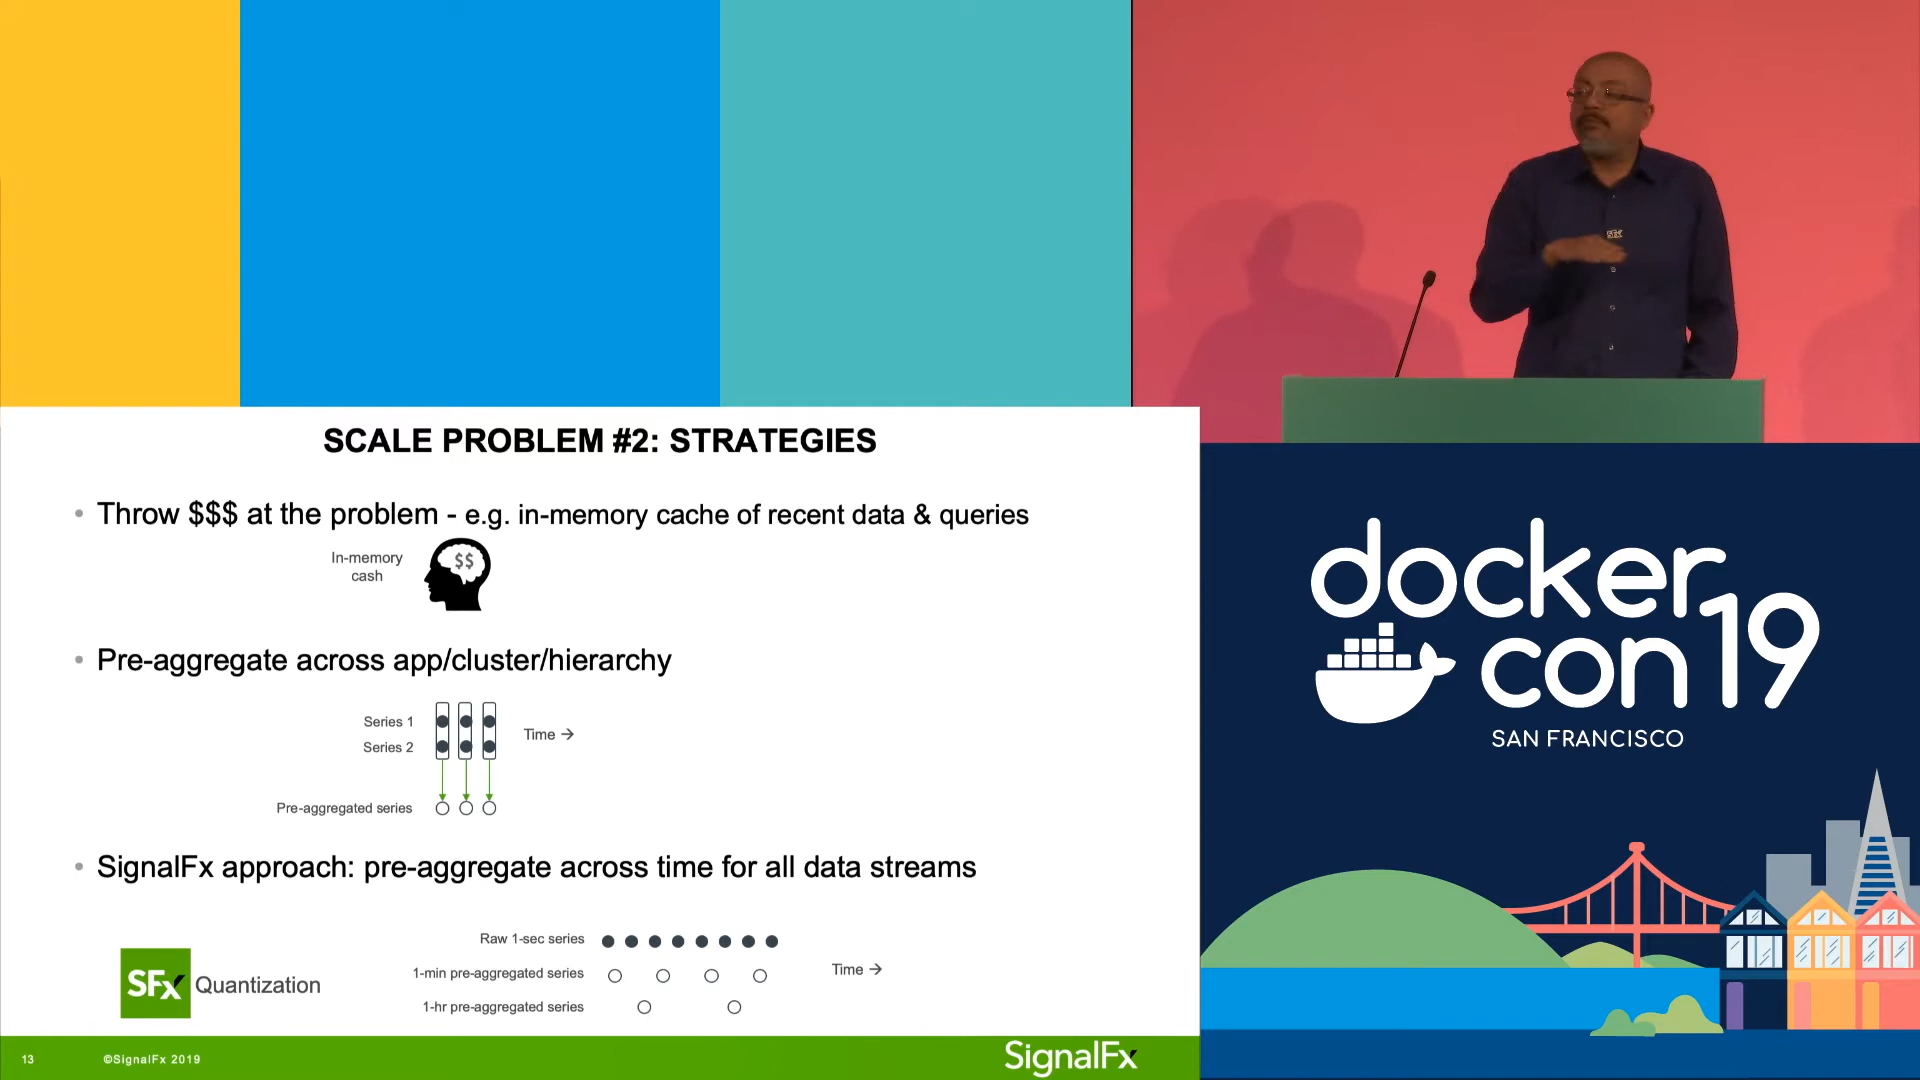 SCALE PROBLEM #2: STRATEGIES
• Throw $$$ at the problem - e.g. in-memory cache of recent data & queries
In-memory
cash
$$
• Pre-aggregate across app/cluster/hierarchy
Series 1
Series 2
Time →
Pre-aggregated series
• SignalFx approach: pre-aggregate across time for all data streams
Raw 1-sec series
1-min pre-aggregated series
Time →
1-hr pre-aggregated series
SFx Quantization
13
©SignalFx 2019
SignalFx
docker
con 19
SAN FRANCISCO